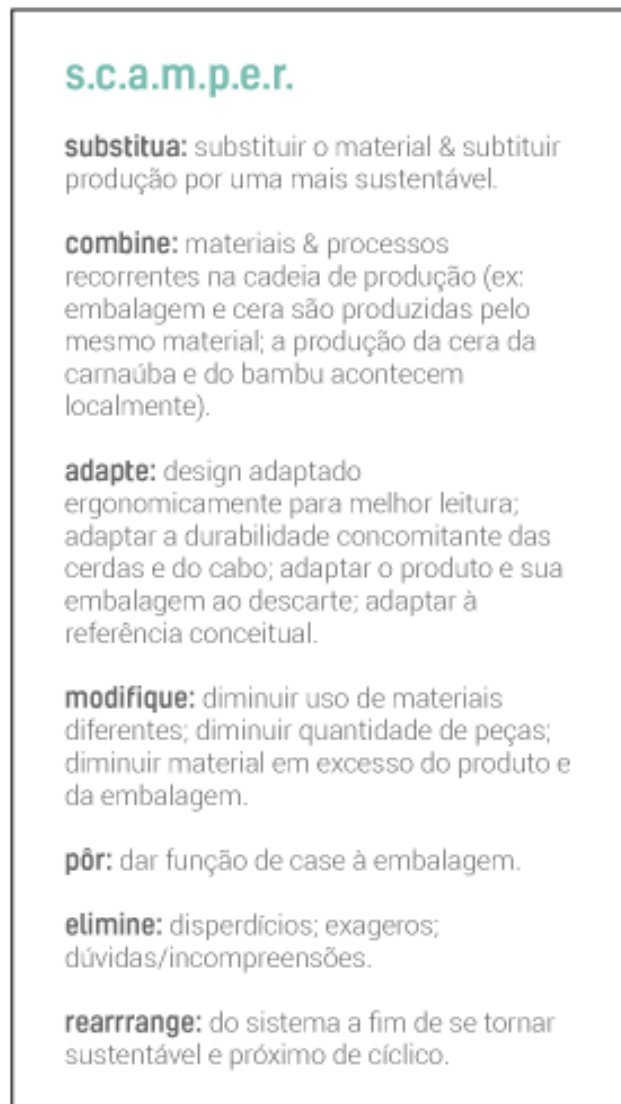 s.c.a.m.p.e.r.
substitua: substituir o material & subtituir
produção por uma mais sustentável.
combine: materiais & processos
recorrentes na cadeia de produção (ex:
embalagem e cera são produzidas pelo
mesmo material; a produção da cera da
carnaúba e do bambu acontecem
localmente).
adapte: design adaptado
ergonomicamente para melhor leitura;
adaptar a durabilidade concomitante das
cerdas e do cabo; adaptar o produto e sua
embalagem ao descarte; adaptar à
referência conceitual.
modifique: diminuir uso de materiais
diferentes; diminuir quantidade de peças;
diminuir material em excesso do produto e
da embalagem.
pôr: dar função de case à embalagem.
elimine: disperdícios; exageros;
dúvidas/incompreensões.
rearrrange: do sistema a fim de se tornar
sustentável e próximo de cíclico.